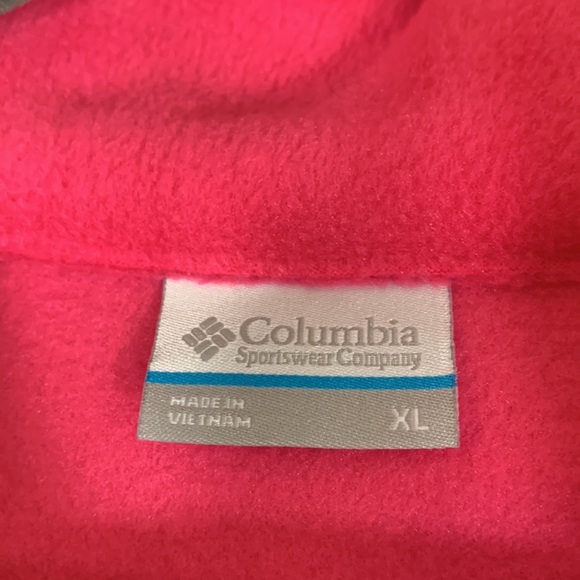 Columbia
Sportswear Company
MADE IN
VIETNAM
XL